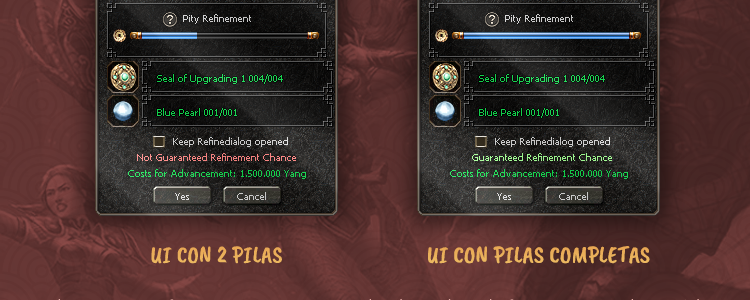 Pity Refinement
Seal of Upgrading 1 004/004
Blue Pearl 001/001
Keep Refinedialog opened
Not Guaranteed Refinement Chance
Costs for Advancement: 1.500.000 Yang
Yes Cancel
UI CON 2 PILAS
Pity Refinement
Seal of Upgrading 1 004/004
Blue Pearl 001/001
Keep Refinedialog opened
Guaranteed Refinement Chance
Costs for Advancement: 1.500.000 Yang
Yes Cancel
UI CON PILAS COMPLETAS